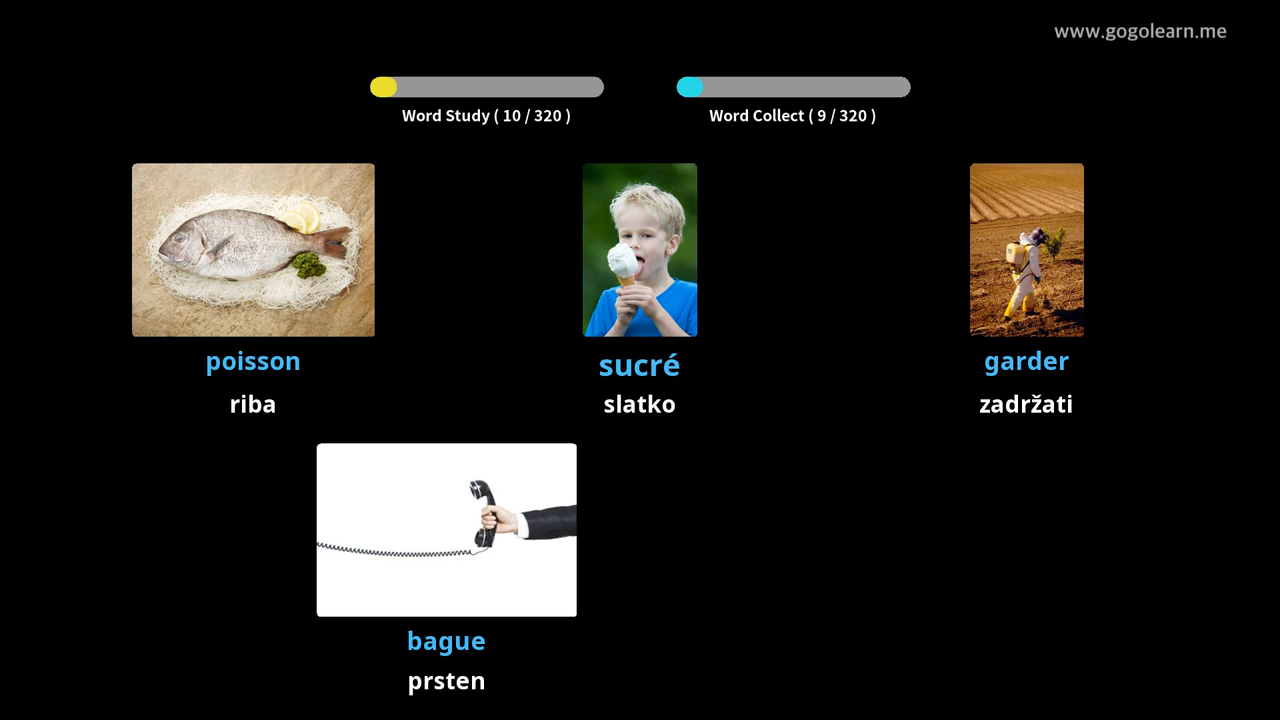 www.gogolearn.me
Word Study ( 10 / 320 )
Word Collect ( 9 / 320 )
poisson
riba
sucré
slatko
garder
zadržati
bague
prsten